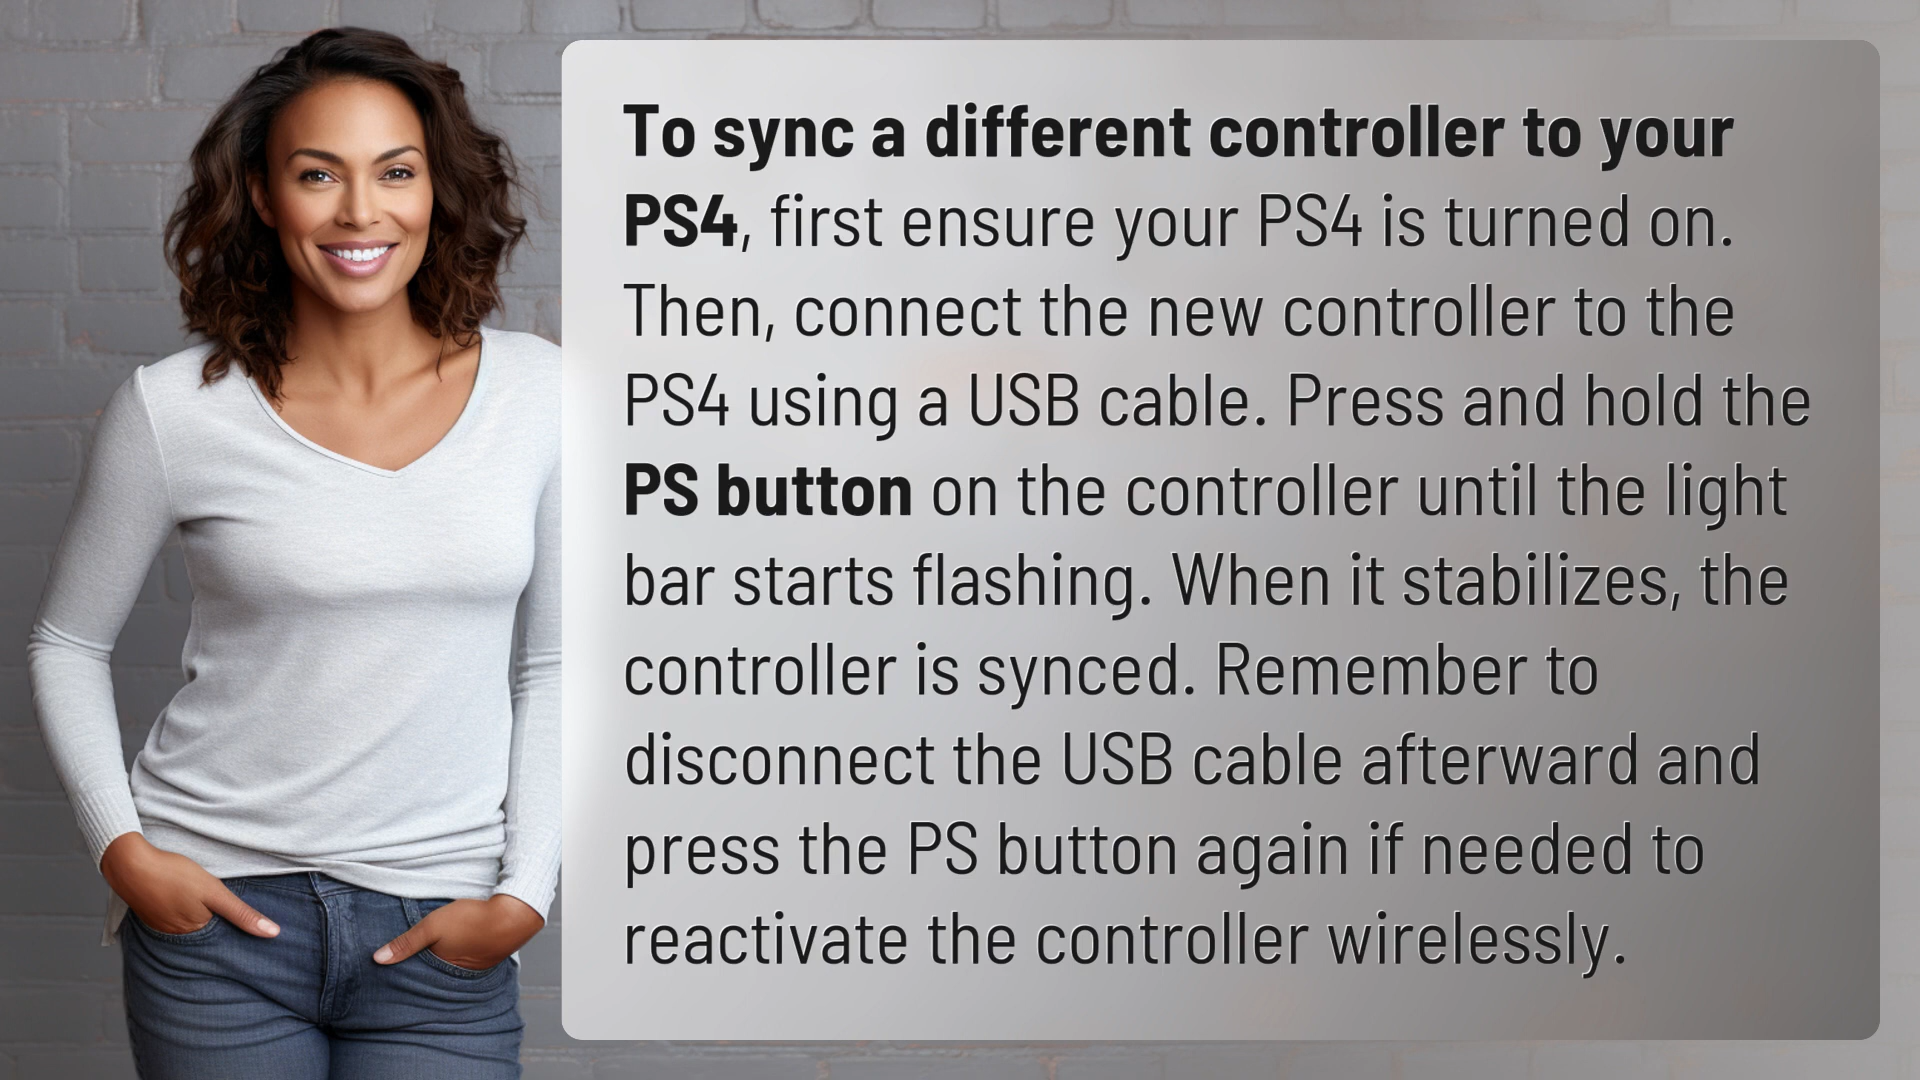 To sync a different controller to your
PS4, first ensure your PS4 is turned on.
Then, connect the new controller to the
PS4 using a USB cable. Press and hold the
PS button on the controller until the light
bar starts flashing. When it stabilizes, the
controller is synced. Remember to
disconnect the USB cable afterward and
press the PS button again if needed to
reactivate the controller wirelessly.